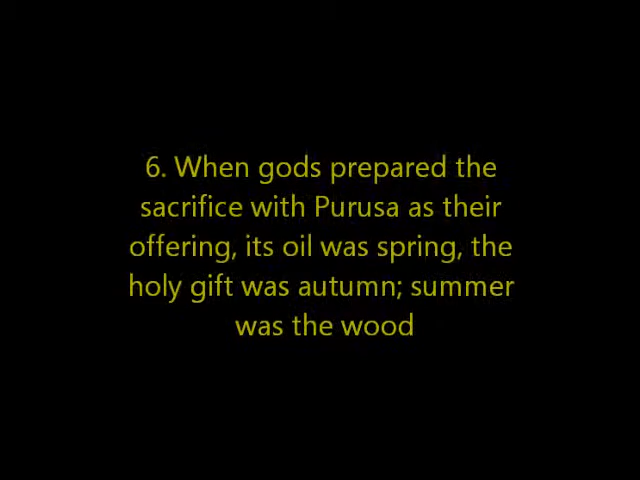 6. When gods prepared the
sacrifice with Purusa as their
offering, its oil was spring, the
holy gift was autumn; summer
was the wood